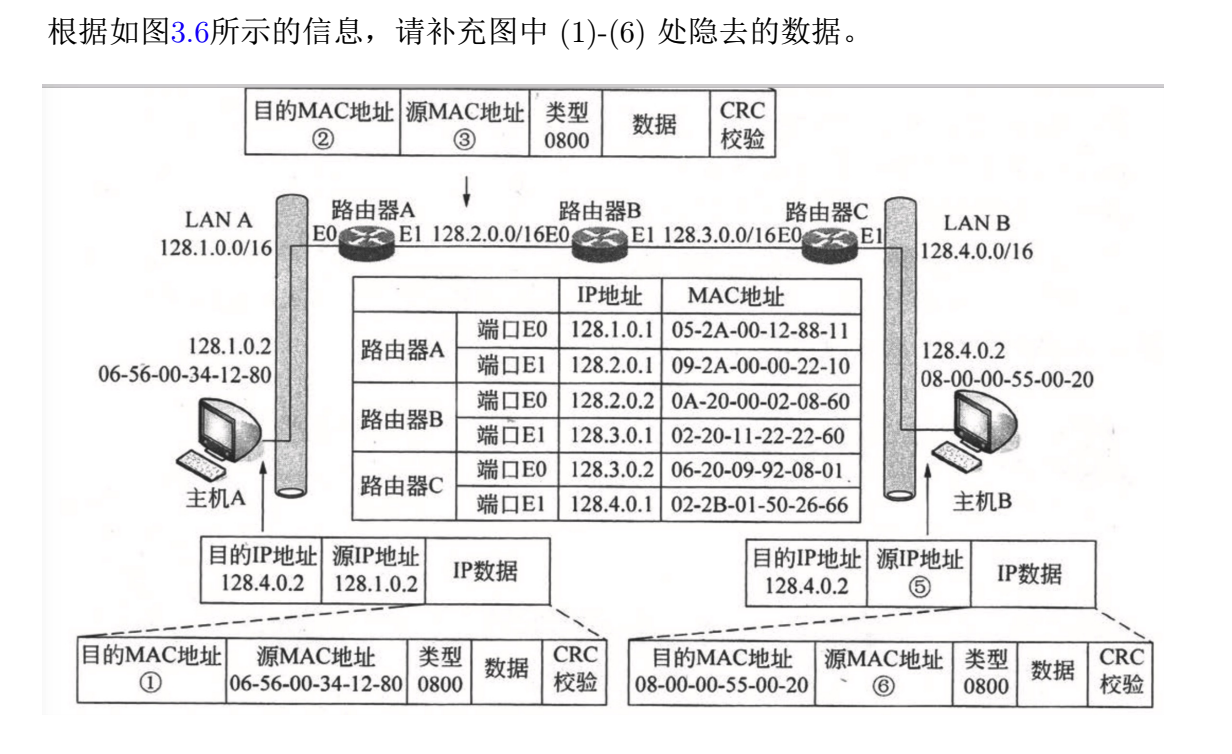 根据如图3.6所示的信息，请补充图中 (1)-(6) 处隐去的数据。
目的MAC地址 源MAC地址 类型 数据 CRC
② ③ 0800 校验
LAN A 路由器A 路由器B 路由器C LAN B
128.1.0.0/16 E0 E1 128.2.0.0/16 E0 E1 128.3.0.0/16 E0 E1 128.4.0.0/16
IP地址 MAC地址
路由器A 端口E0 128.1.0.1 05-2A-00-12-88-11
端口E1 128.2.0.1 09-2A-00-00-22-10
路由器B 端口E0 128.2.0.2 0A-20-00-02-08-60
端口E1 128.3.0.1 02-20-11-22-22-60
路由器C 端口E0 128.3.0.2 06-20-09-92-08-01
端口E1 128.4.0.1 02-2B-01-50-26-66
128.1.0.2
06-56-00-34-12-80
主机A
128.4.0.2
08-00-00-55-00-20
主机B
目的IP地址 源IP地址 IP数据
128.4.0.2 128.1.0.2
目的IP地址 源IP地址 IP数据
128.4.0.2 ⑤
目的MAC地址 源MAC地址 类型 数据 CRC
① 06-56-00-34-12-80 0800 校验
目的MAC地址 源MAC地址 类型 数据 CRC
08-00-00-55-00-20 ⑥ 0800 校验